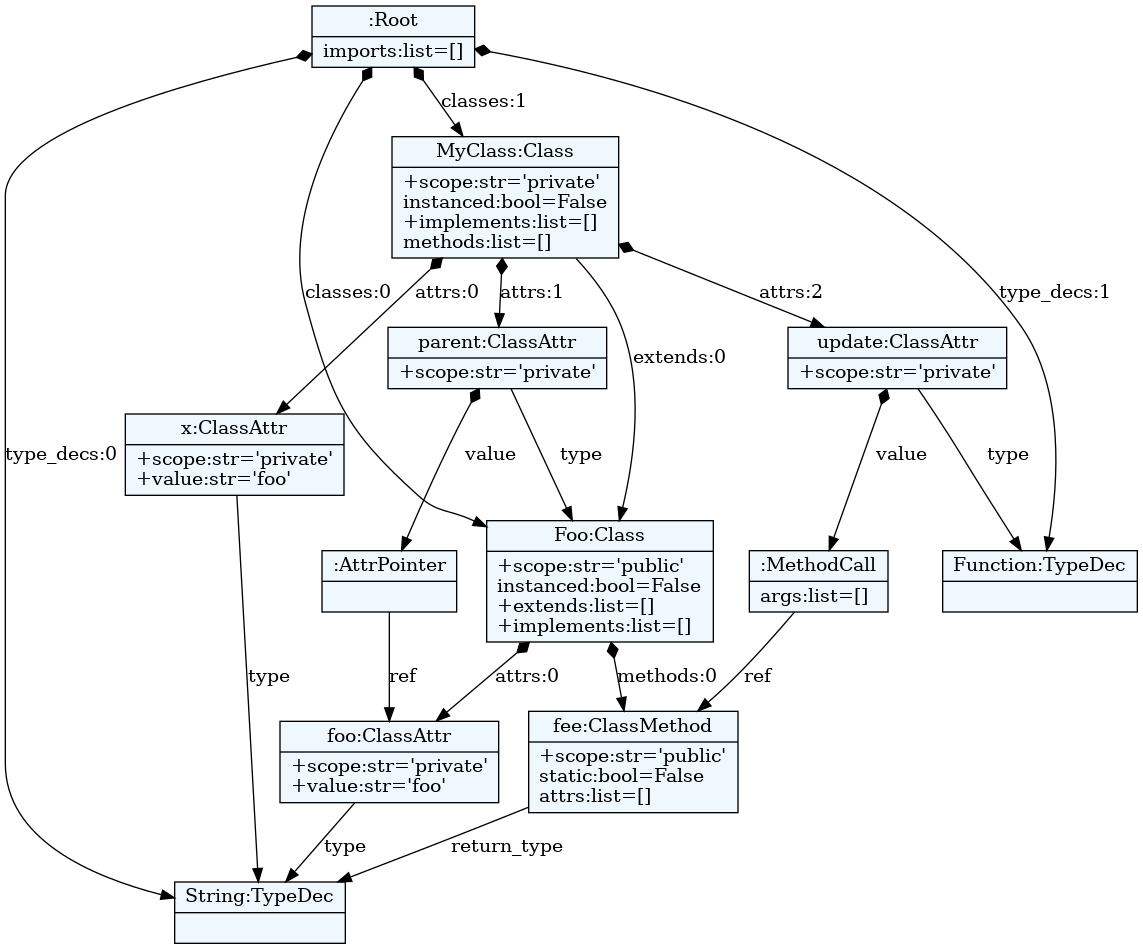 :Root
imports:list=[]
classes:1
MyClass:Class
+scope:str='private'
instanced:bool=False
+implements:list=[]
methods:list=[]
classes:0
attrs:0
attrs:1
attrs:2
type_decs:1
parent:ClassAttr
+scope:str='private'
extends:0
update:ClassAttr
+scope:str='private'
x:ClassAttr
+scope:str='private'
+value:str='foo'
type_decs:0
value
type
value
type
:AttrPointer
Foo:Class
+scope:str='public'
instanced:bool=False
+extends:list=[]
+implements:list=[]
:MethodCall
args:list=[]
Function:TypeDec
type
ref
attrs:0
methods:0
ref
foo:ClassAttr
+scope:str='private'
+value:str='foo'
fee:ClassMethod
+scope:str='public'
static:bool=False
attrs:list=[]
type
return_type
String:TypeDec